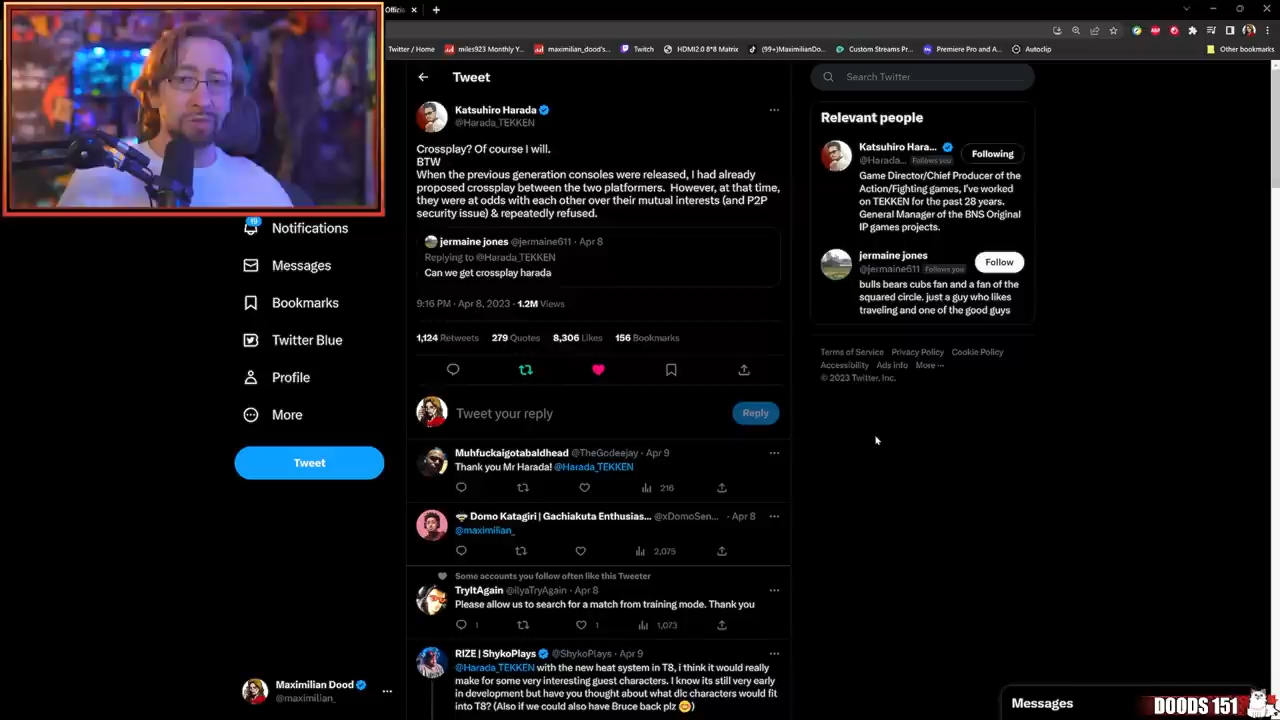 Twitter / Home
miles923 Monthly Y...
maximilian_dood's...
Twitch
HDMI2.0 8*8 Matrix
(99+)MaximilianDo...
Custom Streams Pr...
Premiere Pro and A...
Autoclip
Other bookmarks
Tweet
Search Twitter
Katsuhiro Harada
@Harada_TEKKEN
Crossplay? Of course I will.
BTW
When the previous generation consoles were released, I had already
proposed crossplay between the two platformers. However, at that time,
they were at odds with each other over their mutual interests (and P2P
security issue) & repeatedly refused.
jermaine jones @jermaine611 · Apr 8
Replying to @Harada_TEKKEN
Can we get crossplay harada
9:16 PM · Apr 8, 2023 · 1.2M Views
1,124 Retweets 279 Quotes 8,306 Likes 156 Bookmarks
Tweet your reply
Reply
Muhfuckaigotabaldhead @TheGodeejay · Apr 9
Thank you Mr Harada! @Harada_TEKKEN
216
Domo Katagiri | Gachiakuta Enthusias... @xDomoSen... · Apr 8
@maximilian_
2,075
Some accounts you follow often like this Tweeter
TryItAgain @IlyaTryAgain · Apr 8
Please allow us to search for a match from training mode. Thank you
1 1 1,073
RIZE | ShykoPlays @ShykoPlays · Apr 9
@Harada_TEKKEN with the new heat system in T8, i think it would really
make for some very interesting guest characters. I know its still very early
in development but have you thought about what dlc characters would fit
into T8? (Also if we could also have Bruce back plz 😊)
19
Notifications
Messages
Bookmarks
Twitter Blue
Profile
More
Tweet
Maximilian Dood
@maximilian_
Relevant people
Katsuhiro Hara...
@Harada... Follows you
Following
Game Director/Chief Producer of the
Action/Fighting games, I've worked
on TEKKEN for the past 28 years.
General Manager of the BNS Original
IP games projects.
jermaine jones
@jermaine611 Follows you
Follow
bulls bears cubs fan and a fan of the
squared circle. just a guy who likes
traveling and one of the good guys
Terms of Service Privacy Policy Cookie Policy
Accessibility Ads info More ···
© 2023 Twitter, Inc.
Messages
DOODS 151